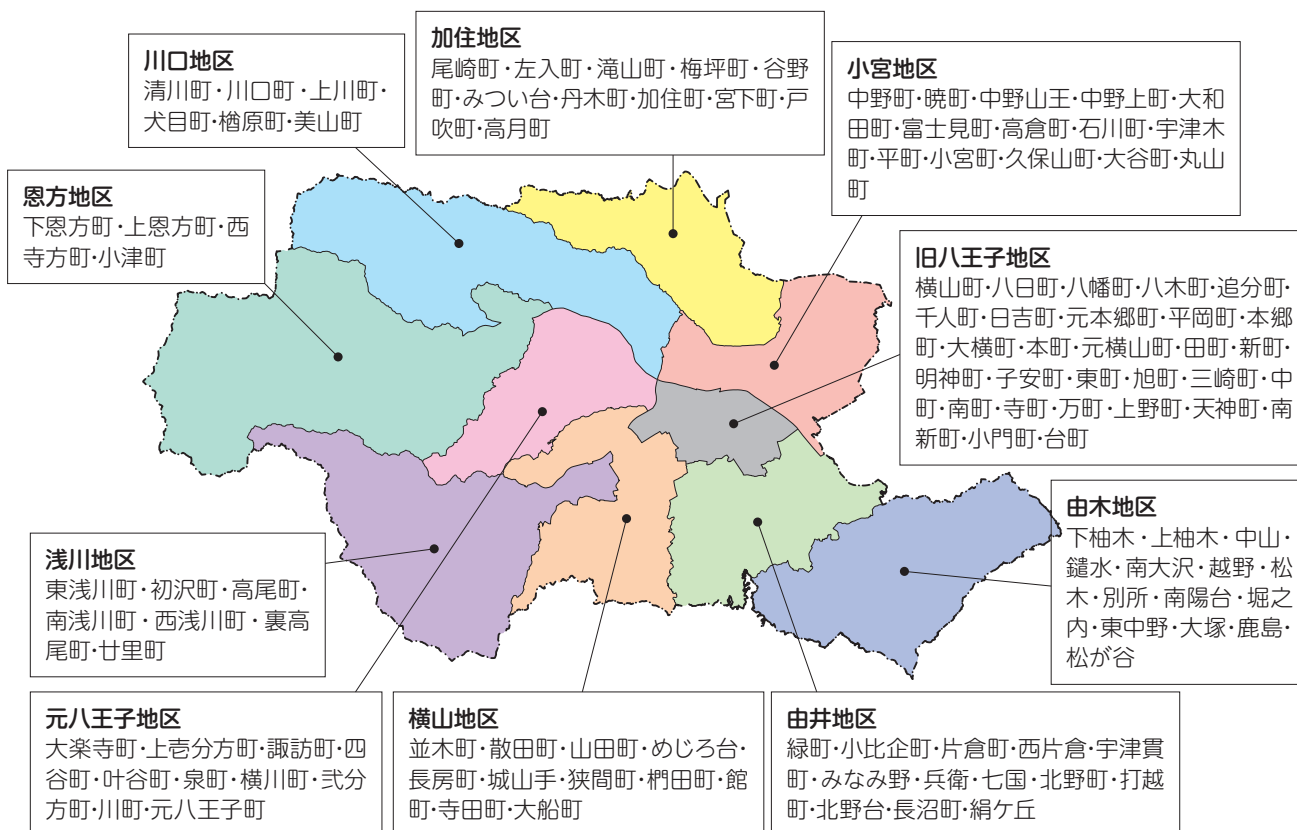 川口地区
清川町・川口町・上川町・
犬目町・楢原町・美山町
加住地区
尾崎町・左入町・滝山町・梅坪町・谷野
町・みつい台・丹木町・加住町・宮下町・戸
吹町・高月町
小宮地区
中野町・暁町・中野山王・中野上町・大和
田町・富士見町・高倉町・石川町・宇津木
町・平町・小宮町・久保山町・大谷町・丸山
町
恩方地区
下恩方町・上恩方町・西
寺方町・小津町
旧八王子地区
横山町・八日町・八幡町・八木町・追分町・
千人町・日吉町・元本郷町・平岡町・本郷
町・大横町・本町・元横山町・田町・新町・
明神町・子安町・東町・旭町・三崎町・中
町・南町・寺町・万町・上野町・天神町・南
新町・小門町・台町
由木地区
下柚木・上柚木・中山・
鑓水・南大沢・越野・松
木・別所・南陽台・堀之
内・東中野・大塚・鹿島・
松が谷
浅川地区
東浅川町・初沢町・高尾町・
南浅川町・西浅川町・裏高
尾町・廿里町
元八王子地区
大楽寺町・上壱分方町・諏訪町・四
谷町・叶谷町・泉町・横川町・弐分
方町・川町・元八王子町
横山地区
並木町・散田町・山田町・めじろ台・
長房町・城山手・狭間町・椚田町・館
町・寺田町・大船町
由井地区
緑町・小比企町・片倉町・西片倉・宇津貫
町・みなみ野・兵衛・七国・北野町・打越
町・北野台・長沼町・絹ケ丘